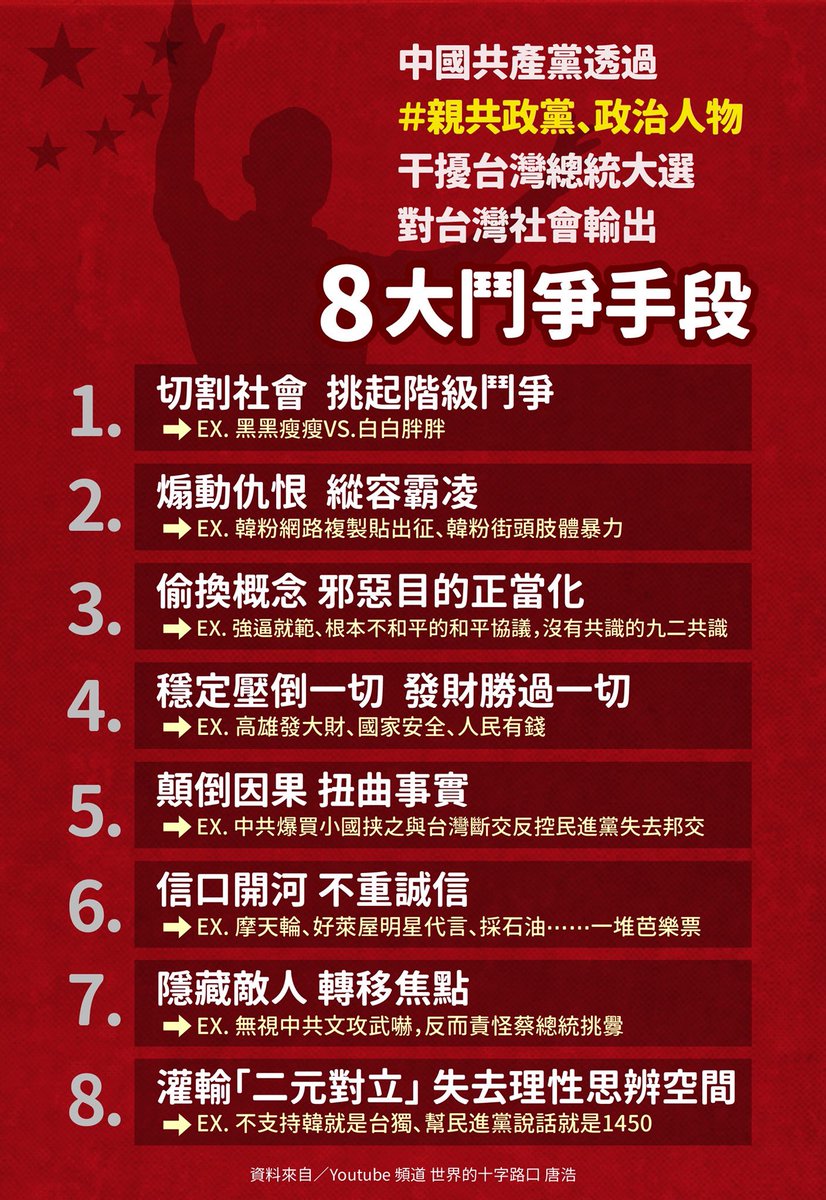 中國共產黨透過
#親共政黨、政治人物
干擾台灣總統大選
對台灣社會輸出
8大鬥爭手段
1.
切割社會 挑起階級鬥爭
EX. 黑黑瘦瘦VS.白白胖胖
2.
煽動仇恨 縱容霸凌
EX. 韓粉網路複製貼出征、韓粉街頭肢體暴力
3.
偷換概念 邪惡目的正當化
EX. 強逼就範、根本不和平的和平協議，沒有共識的九二共識
4.
穩定壓倒一切 發財勝過一切
EX. 高雄發大財、國家安全、人民有錢
5.
顛倒因果 扭曲事實
EX. 中共爆買小國挟之與台灣斷交反控民進黨失去邦交
6.
信口開河 不重誠信
EX. 摩天輪、好萊屋明星代言、採石油⋯⋯一堆芭樂票
7.
隱藏敵人 轉移焦點
EX. 無視中共文攻武嚇，反而責怪蔡總統挑釁
8.
灌輸「二元對立」 失去理性思辨空間
EX. 不支持韓就是台獨、幫民進黨說話就是1450
資料來自／Youtube 頻道 世界的十字路口 唐浩